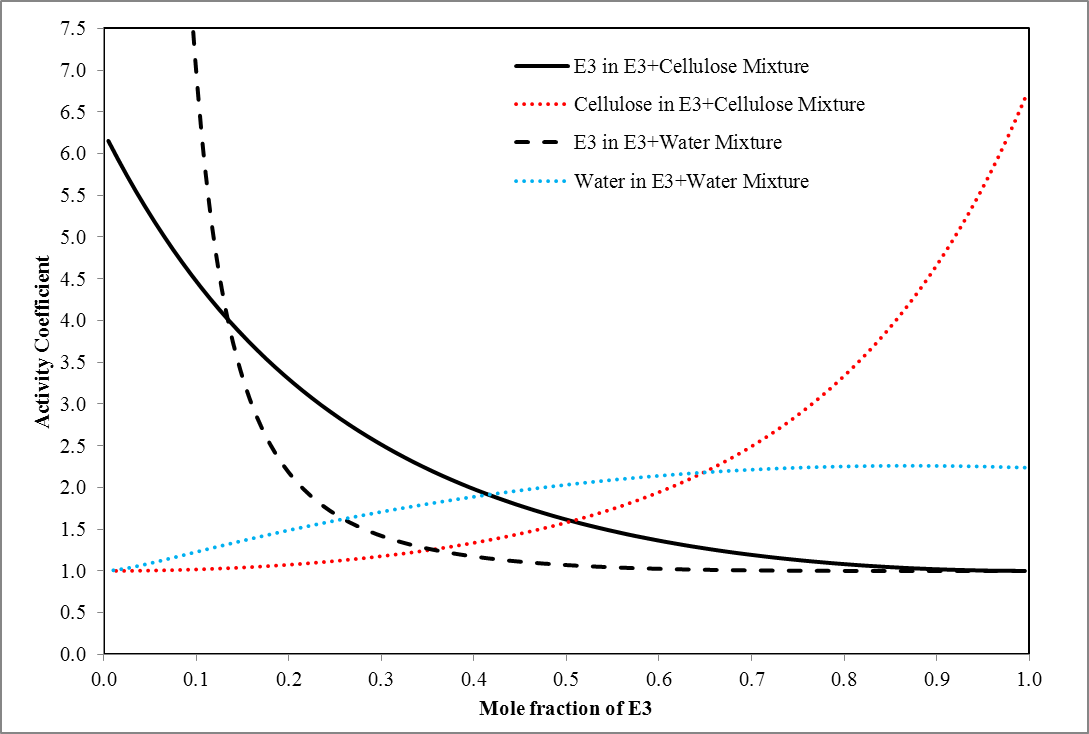 7.5
7.0
6.5
6.0
5.5
5.0
4.5
4.0
3.5
3.0
2.5
2.0
1.5
1.0
0.5
0.0
Activity Coefficient
E3 in E3+Cellulose Mixture
Cellulose in E3+Cellulose Mixture
E3 in E3+Water Mixture
Water in E3+Water Mixture
0.0 0.1 0.2 0.3 0.4 0.5 0.6 0.7 0.8 0.9 1.0
Mole fraction of E3